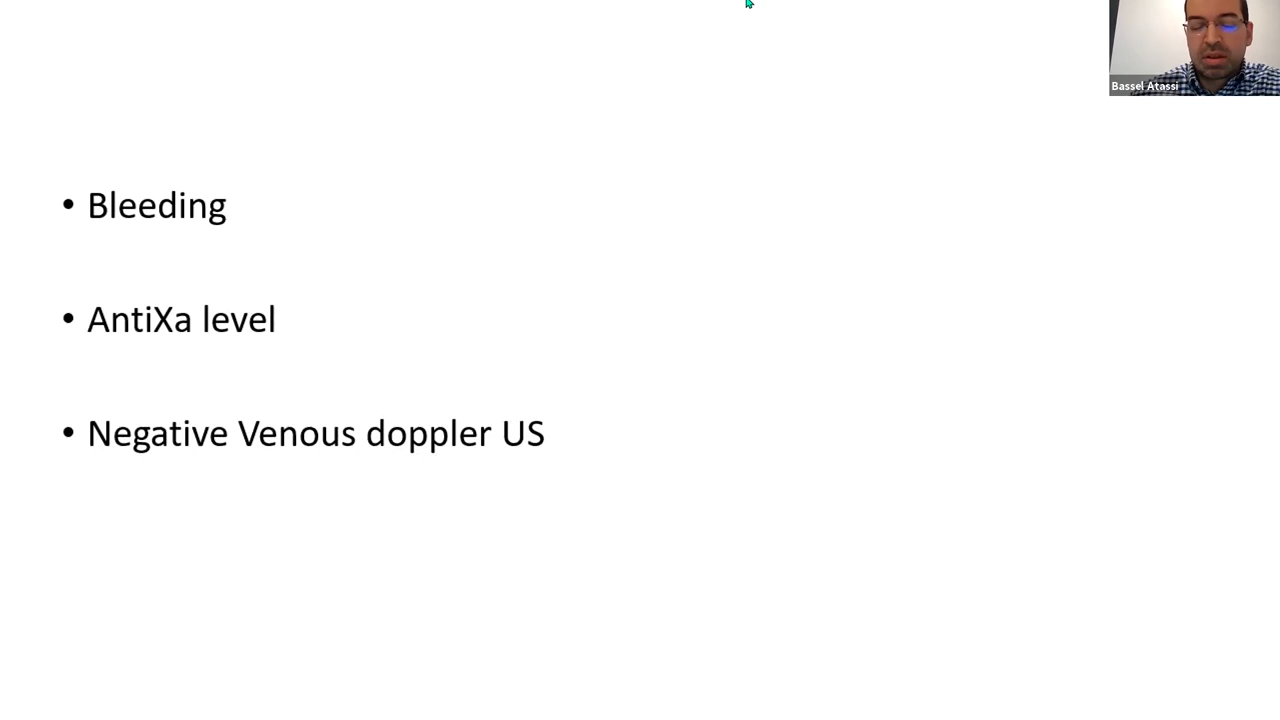 Bassel Atassi
• Bleeding
• AntiXa level
• Negative Venous doppler US